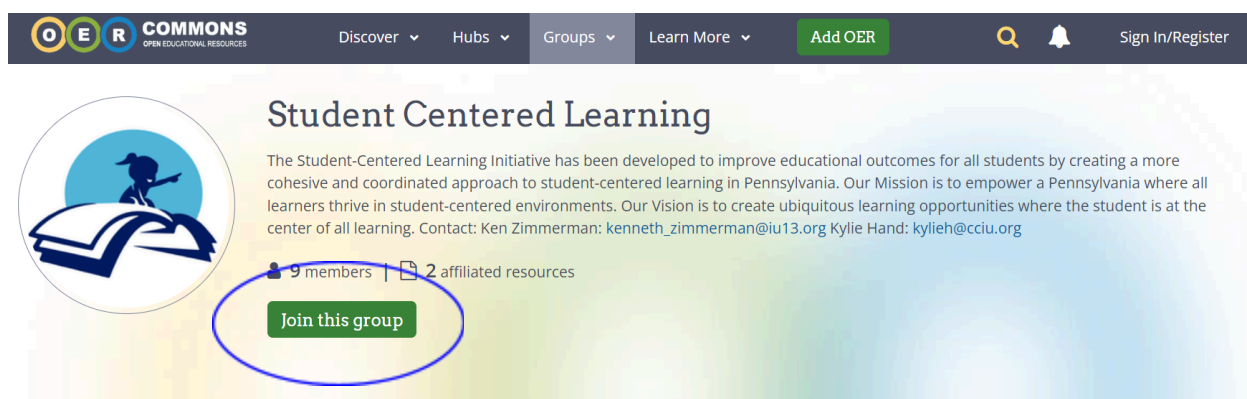 OER COMMONS
OPEN EDUCATIONAL RESOURCES
Discover Hubs Groups Learn More Add OER Sign In/Register
Student Centered Learning
The Student-Centered Learning Initiative has been developed to improve educational outcomes for all students by creating a more
cohesive and coordinated approach to student-centered learning in Pennsylvania. Our Mission is to empower a Pennsylvania where all
learners thrive in student-centered environments. Our Vision is to create ubiquitous learning opportunities where the student is at the
center of all learning. Contact: Ken Zimmerman: kenneth_zimmerman@iu13.org Kylie Hand: kylieh@cciu.org
9 members | 2 affiliated resources
Join this group